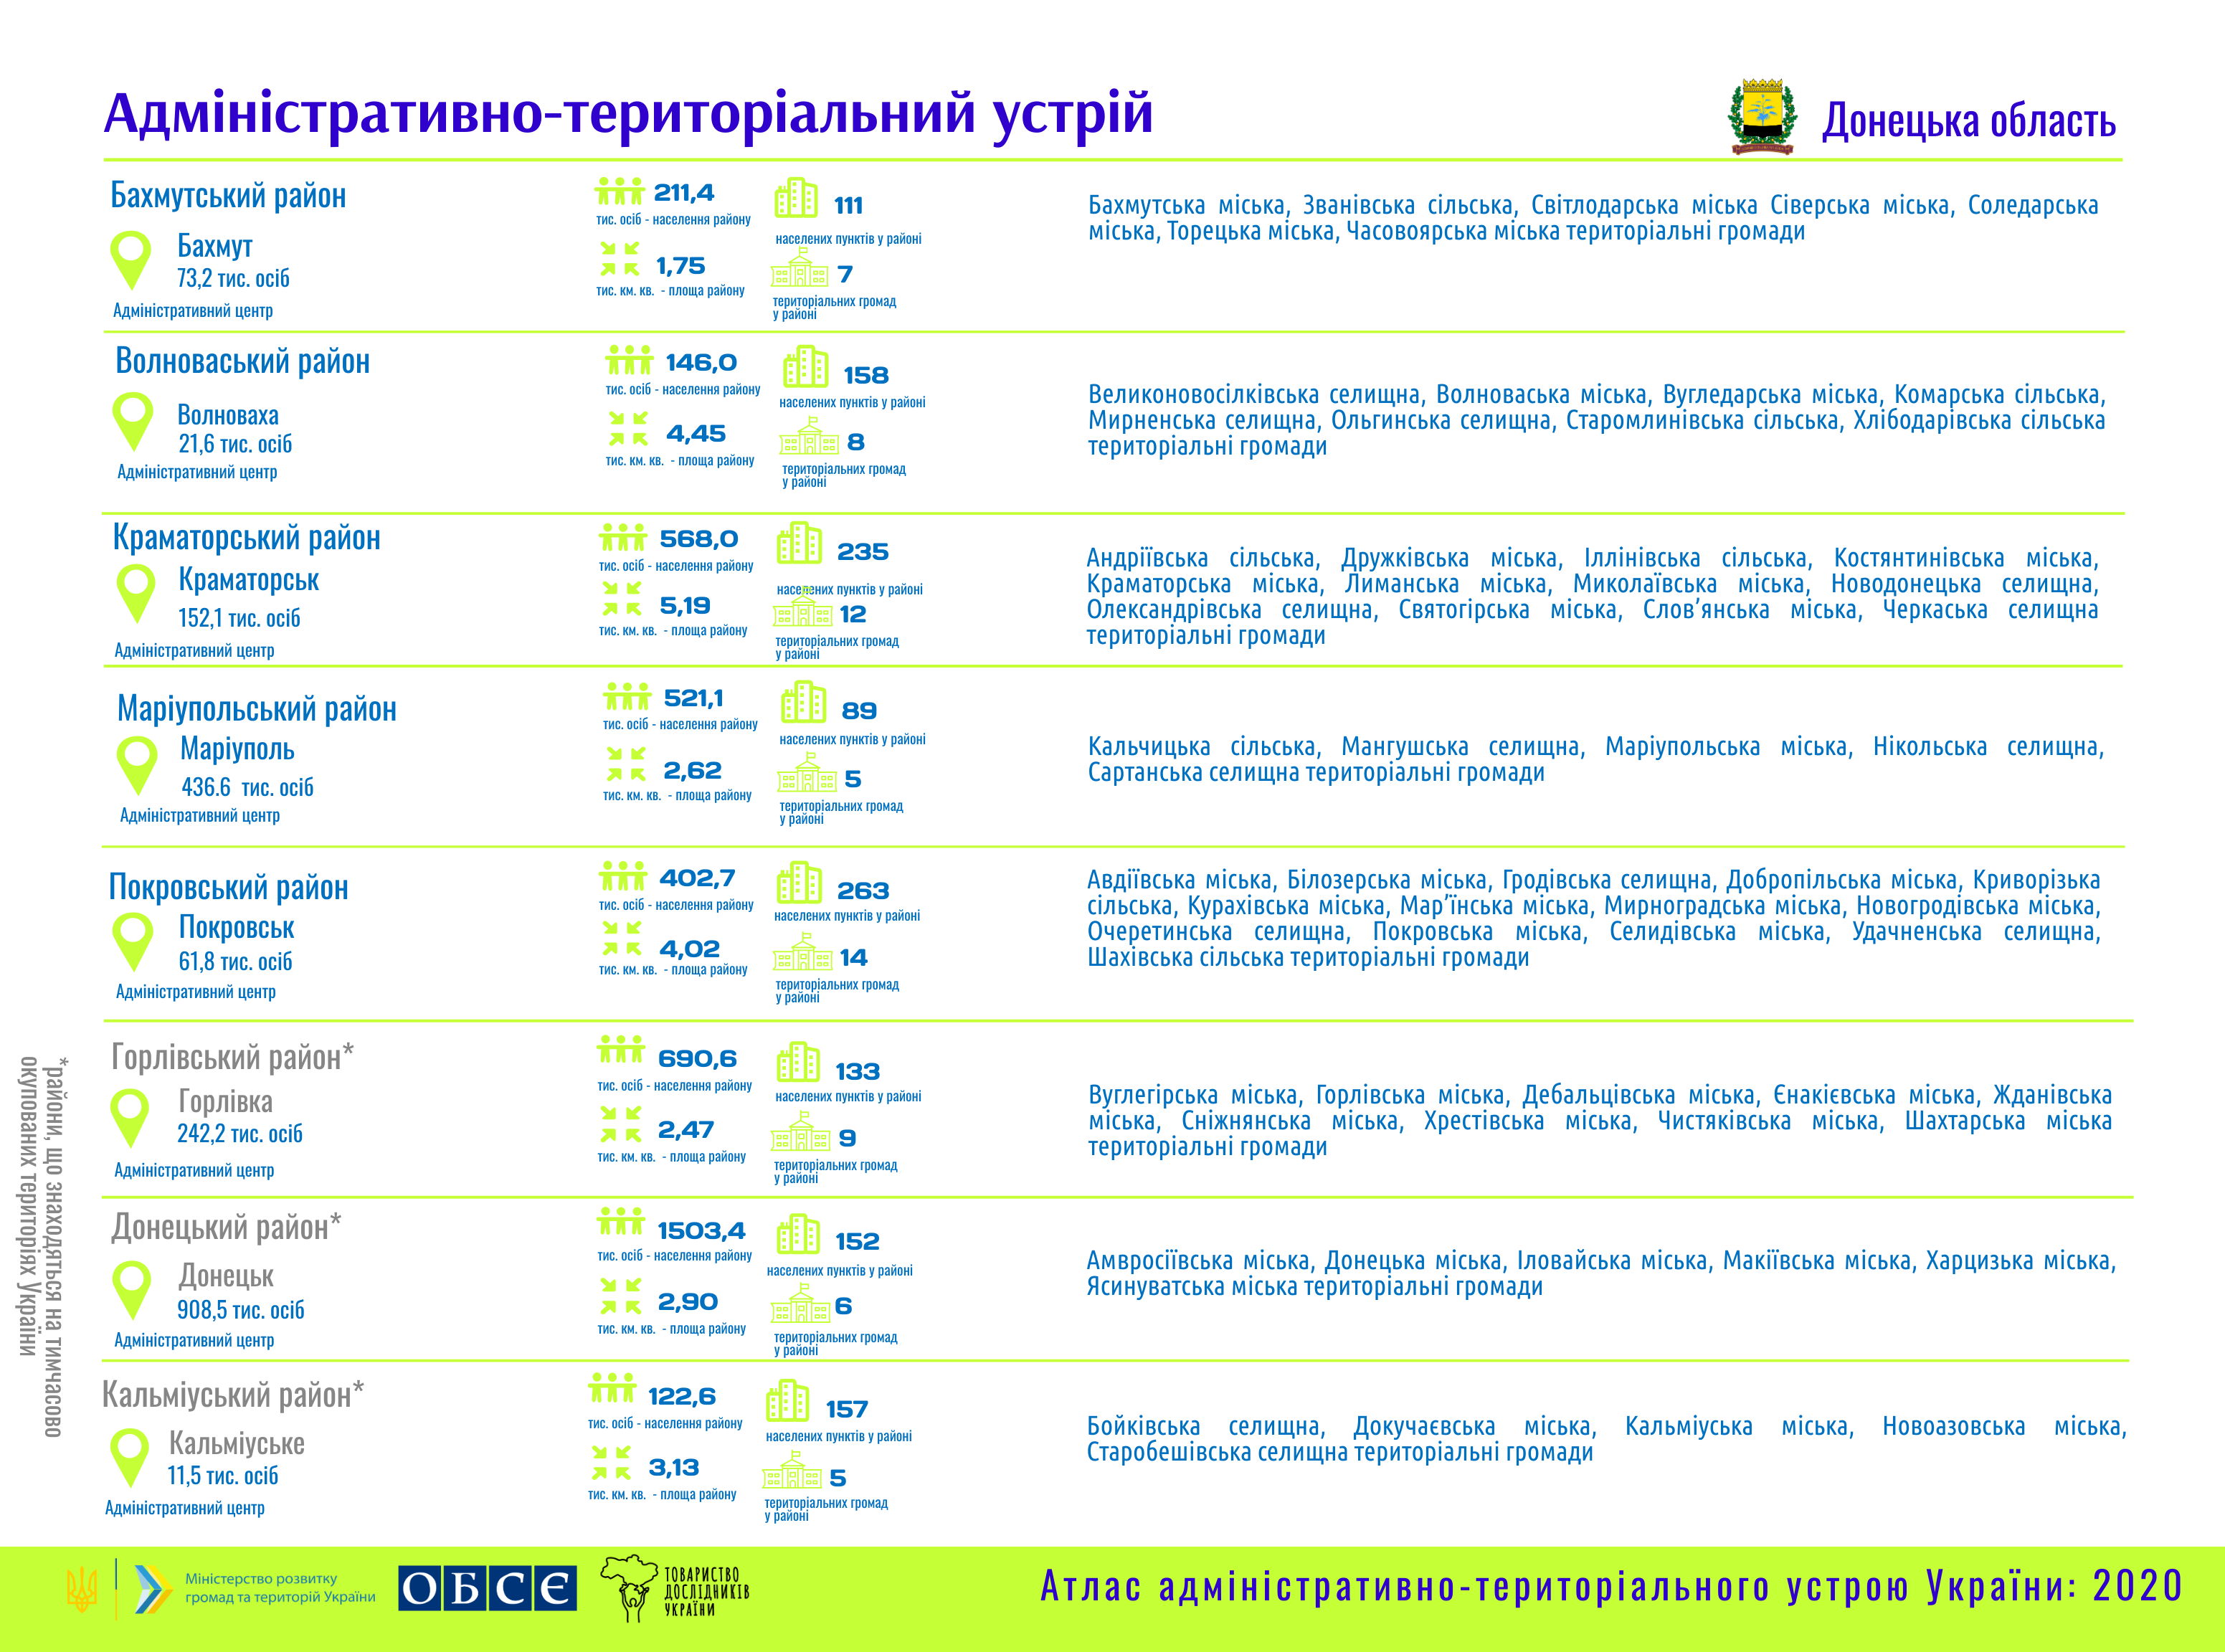 Адміністративно-територіальний устрій
Донецька область
Бахмутський район
Бахмут
73,2 тис. осіб
Адміністративний центр
211,4
тис. осіб - населення району
1,75
тис. км. кв. - площа району
111
населених пунктів у районі
7
територіальних громад
у районі
Бахмутська міська, Званівська сільська, Світлодарська міська Сіверська міська, Соледарська
міська, Торецька міська, Часовоярська міська територіальні громади
Волноваський район
Волноваха
21,6 тис. осіб
Адміністративний центр
146,0
тис. осіб - населення району
4,45
тис. км. кв. - площа району
158
населених пунктів у районі
8
територіальних громад
у районі
Великоновосілківська селищна, Волноваська міська, Вугледарська міська, Комарська сільська,
Мирненська селищна, Ольгинська селищна, Старомлинівська сільська, Хлібодарівська сільська
територіальні громади
Краматорський район
Краматорськ
152,1 тис. осіб
Адміністративний центр
568,0
тис. осіб - населення району
5,19
тис. км. кв. - площа району
235
населених пунктів у районі
12
територіальних громад
у районі
Андріївська сільська, Дружківська міська, Іллінівська сільська, Костянтинівська міська,
Краматорська міська, Лиманська міська, Миколаївська міська, Новодонецька селищна,
Олександрівська селищна, Святогірська міська, Слов’янська міська, Черкаська селищна
територіальні громади
Маріупольський район
Маріуполь
436.6 тис. осіб
Адміністративний центр
521,1
тис. осіб - населення району
2,62
тис. км. кв. - площа району
89
населених пунктів у районі
5
територіальних громад
у районі
Кальчицька сільська, Мангушська селищна, Маріупольська міська, Нікольська селищна,
Сартанська селищна територіальні громади
Покровський район
Покровськ
61,8 тис. осіб
Адміністративний центр
402,7
тис. осіб - населення району
4,02
тис. км. кв. - площа району
263
населених пунктів у районі
14
територіальних громад
у районі
Авдіївська міська, Білозерська міська, Гродівська селищна, Добропільська міська, Криворізька
сільська, Курахівська міська, Мар’їнська міська, Мирноградська міська, Новогродівська міська,
Очеретинська селищна, Покровська міська, Селидівська міська, Удачненська селищна,
Шахівська сільська територіальні громади
Горлівський район*
Горлівка
242,2 тис. осіб
Адміністративний центр
690,6
тис. осіб - населення району
2,47
тис. км. кв. - площа району
133
населених пунктів у районі
9
територіальних громад
у районі
Вуглегірська міська, Горлівська міська, Дебальцівська міська, Єнакієвська міська, Жданівська
міська, Сніжнянська міська, Хрестівська міська, Чистяківська міська, Шахтарська міська
територіальні громади
Донецький район*
Донецьк
908,5 тис. осіб
Адміністративний центр
1503,4
тис. осіб - населення району
2,90
тис. км. кв. - площа району
152
населених пунктів у районі
6
територіальних громад
у районі
Амвросіївська міська, Донецька міська, Іловайська міська, Макіївська міська, Харцизька міська,
Ясинуватська міська територіальні громади
Кальміуський район*
Кальміуське
11,5 тис. осіб
Адміністративний центр
122,6
тис. осіб - населення району
3,13
тис. км. кв. - площа району
157
населених пунктів у районі
5
територіальних громад
у районі
Бойківська селищна, Докучаєвська міська, Кальміуська міська, Новоазовська міська,
Старобешівська селищна територіальні громади
*райони, що знаходяться на тимчасово
окупованих територіях України
Міністерство розвитку
громад та територій України
ОБСЄ
ТОВАРИСТВО
ДОСЛІДНИКІВ
УКРАЇНИ
Атлас адміністративно-територіального устрою України: 2020